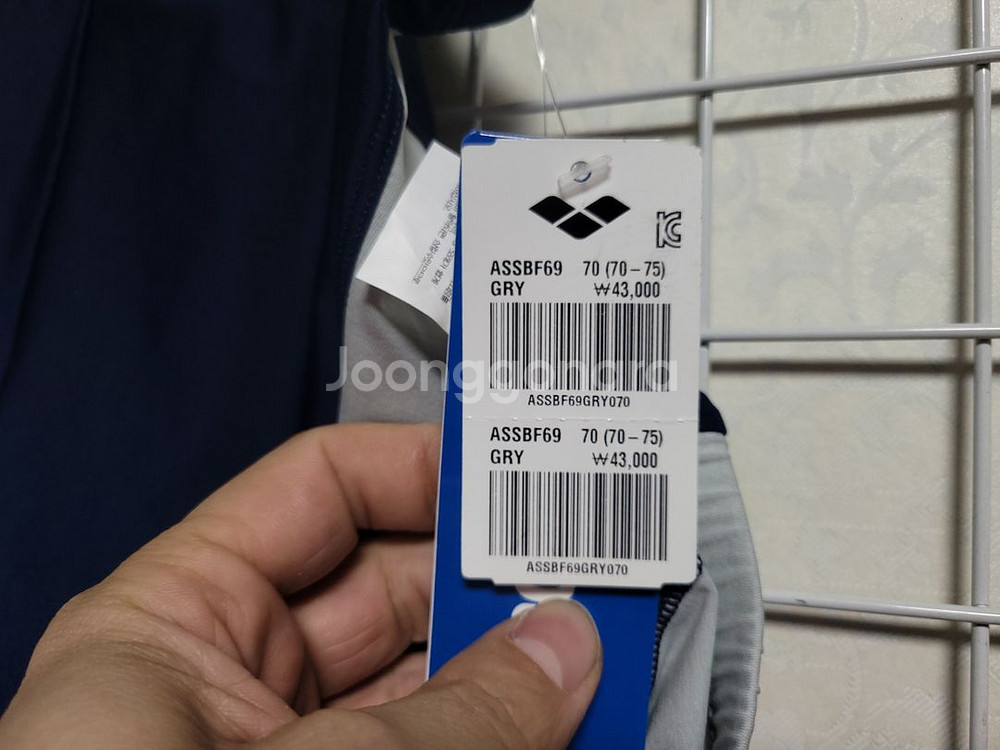 ASSBF69 70 (70-75)
GRY ₩43,000
Joonggonara
ASSBF69GRY070
ASSBF69 70 (70-75)
GRY ₩43,000
ASSBF69GRY070